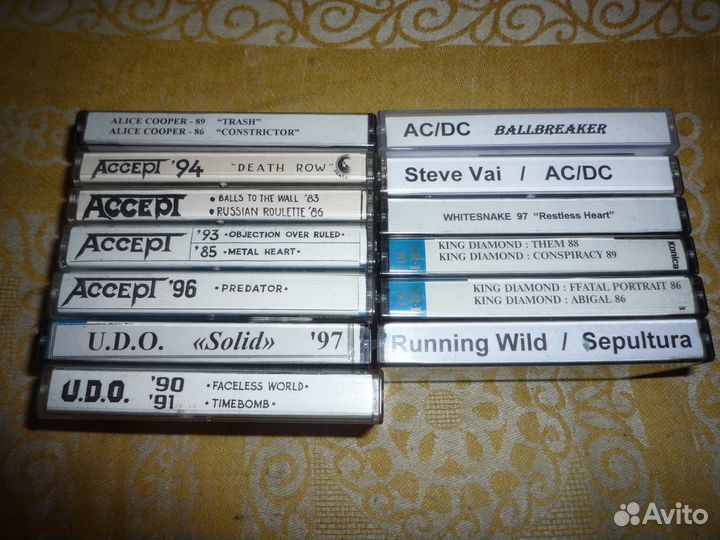 ALICE COOPER - 89 "TRASH"
ALICE COOPER - 86 "CONSTRICTOR"
ACCEPT '94 "DEATH ROW"
ACCEPT • BALLS TO THE WALL '83
• RUSSIAN ROULETTE '86
ACCEPT '93 • OBJECTION OVER RULED •
'85 • METAL HEART •
ACCEPT '96 • PREDATOR •
U.D.O. «Solid» '97
U.D.O. '90 • FACELESS WORLD •
'91 • TIMEBOMB •
AC/DC BALLBREAKER
Steve Vai / AC/DC
WHITESNAKE 97 "Restless Heart"
KING DIAMOND : THEM 88
KING DIAMOND : CONSPIRACY 89
konica
KING DIAMOND : FFATAL PORTRAIT 86
KING DIAMOND : ABIGAL 86
Running Wild / Sepultura
Avito